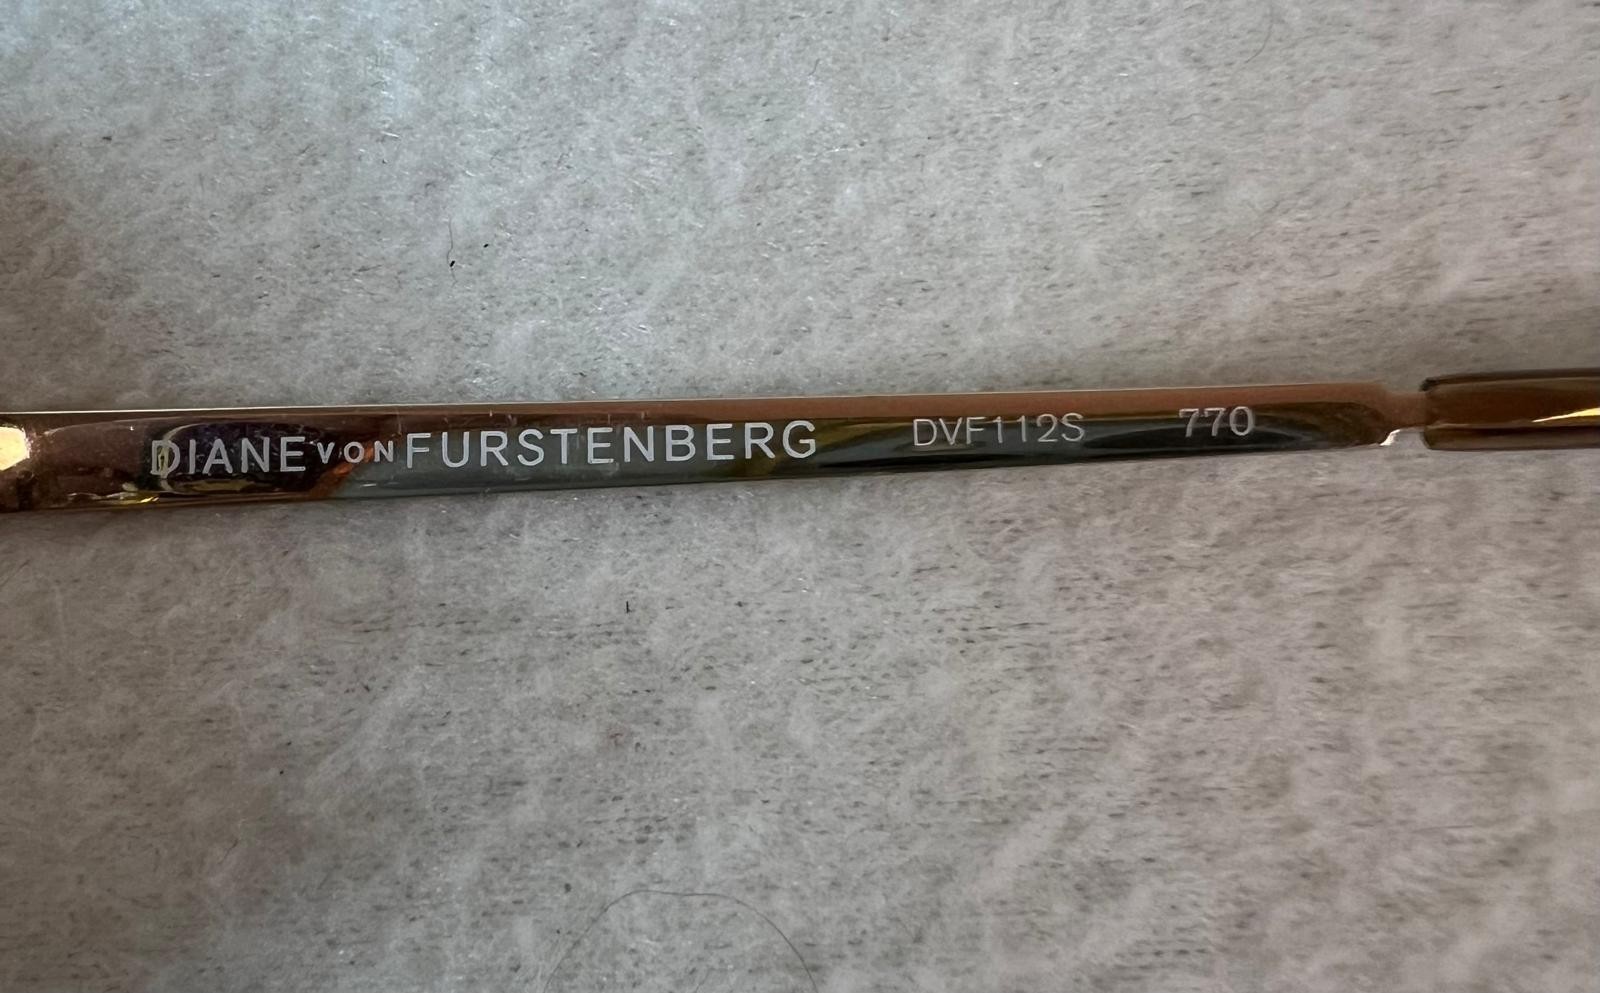 DIANE VON FURSTENBERG DVF112S 770